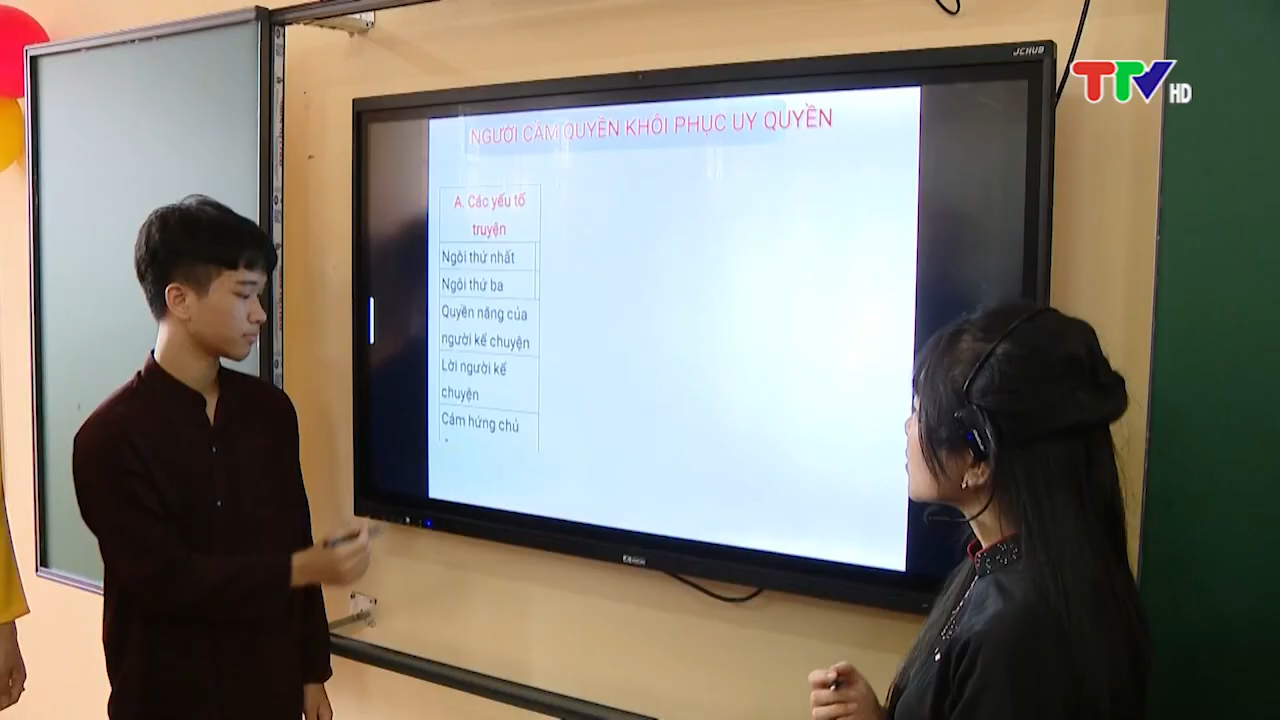 JCHUB
TTV HD
NGƯỜI CẦM QUYỀN KHÔI PHỤC UY QUYỀN
A. Các yếu tố
truyện
Ngôi thứ nhất
Ngôi thứ ba
Quyền năng của
người kể chuyện
Lời người kể
chuyện
Cảm hứng chủ